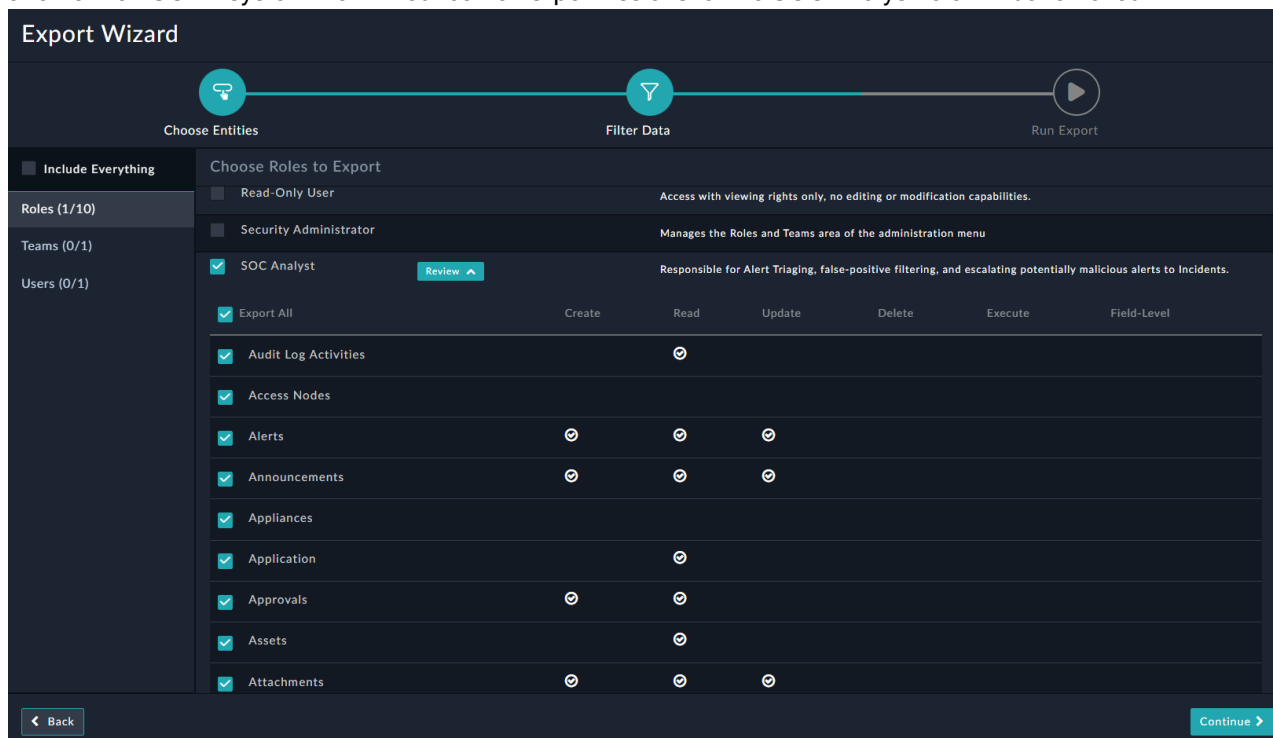 Export Wizard
Choose Entities
Filter Data
Run Export
Include Everything
Choose Roles to Export
Roles (1/10)
Teams (0/1)
Users (0/1)
Read-Only User
Access with viewing rights only, no editing or modification capabilities.
Security Administrator
Manages the Roles and Teams area of the administration menu
SOC Analyst
Review
Responsible for Alert Triaging, false-positive filtering, and escalating potentially malicious alerts to Incidents.
Export All Create Read Update Delete Execute Field-Level
Audit Log Activities
Access Nodes
Alerts
Announcements
Appliances
Application
Approvals
Assets
Attachments
Back
Continue